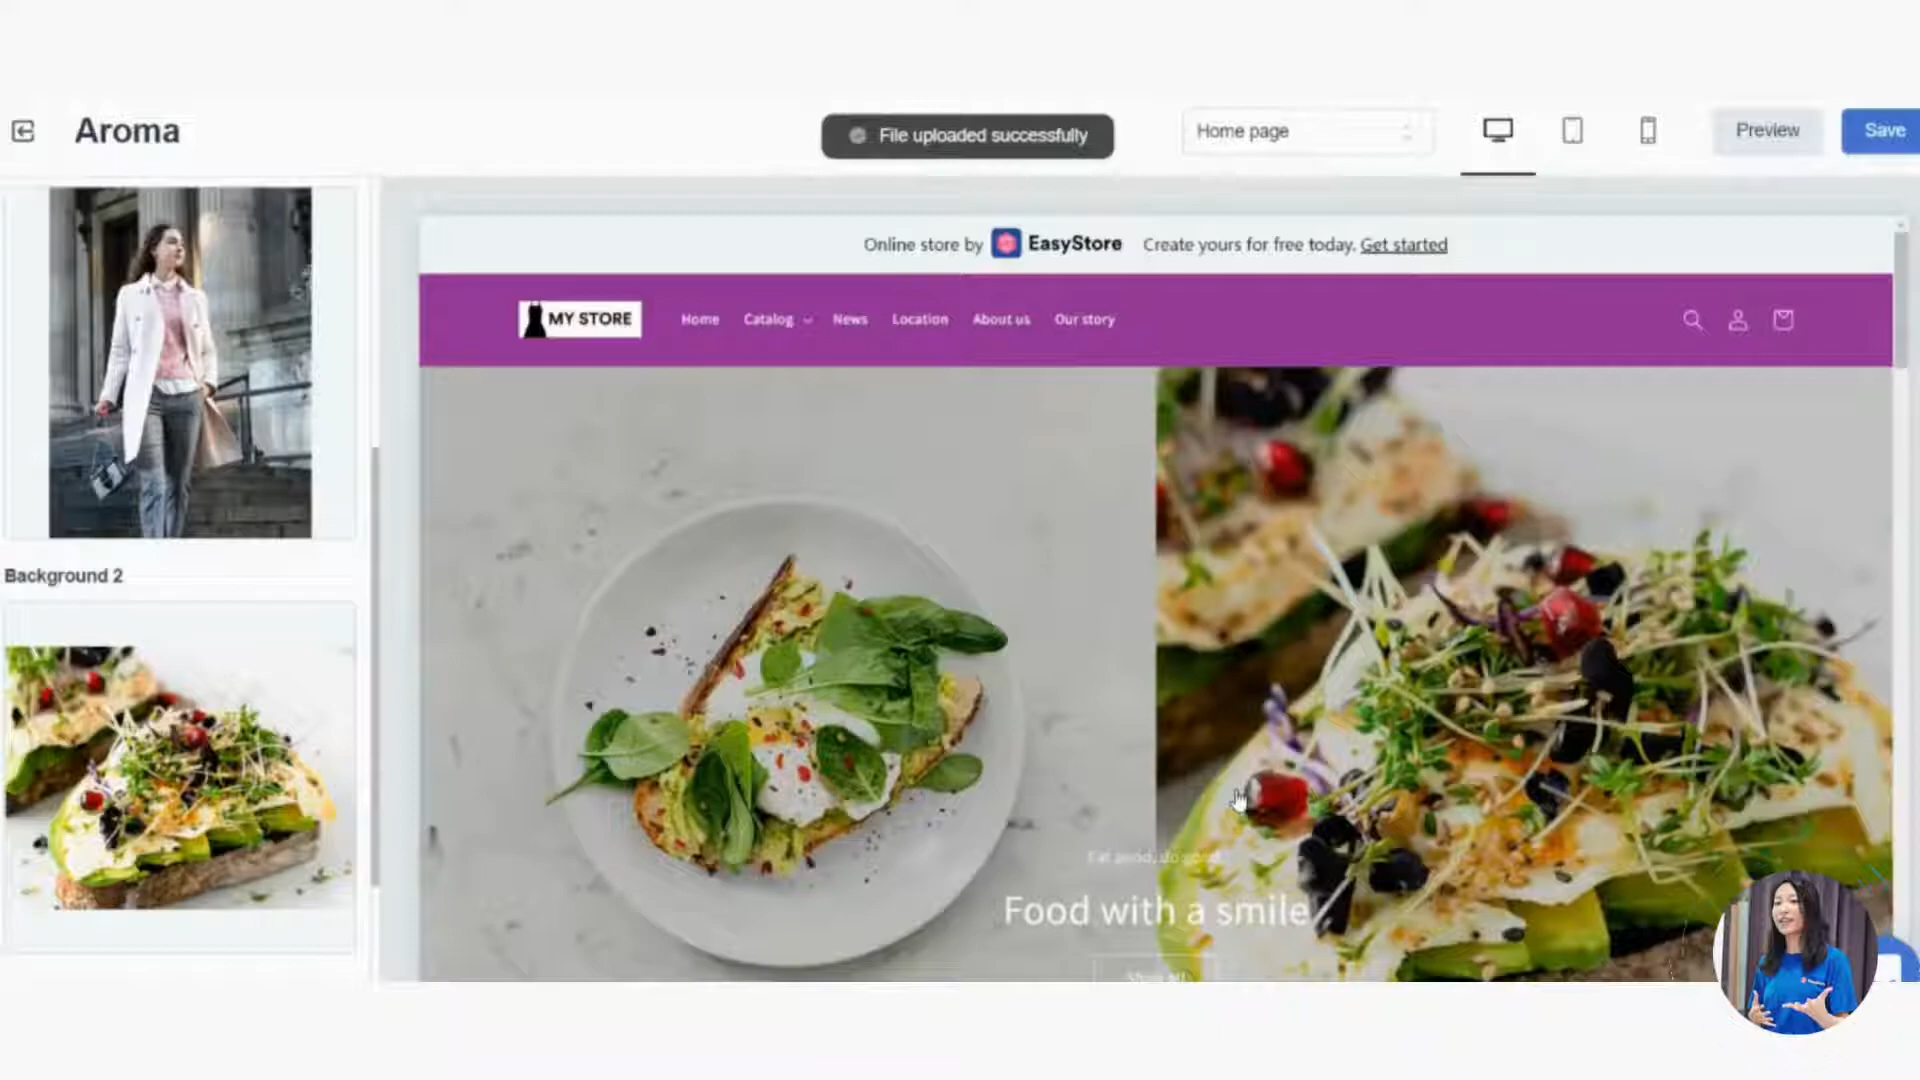 Aroma
File uploaded successfully
Home page
Preview
Save
Online store by EasyStore Create yours for free today. Get started
MY STORE
Home Catalog News Location About us Our story
Background 2
Food with a smile